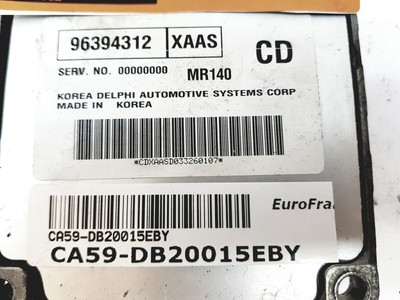 96394312 XAAS CD
SERV. NO. 00000000 MR140
KOREA DELPHI AUTOMOTIVE SYSTEMS CORP
MADE IN KOREA
*CDXAASD033260107*
EuroFra
CA59-DB20015EBY
CA59-DB20015EBY